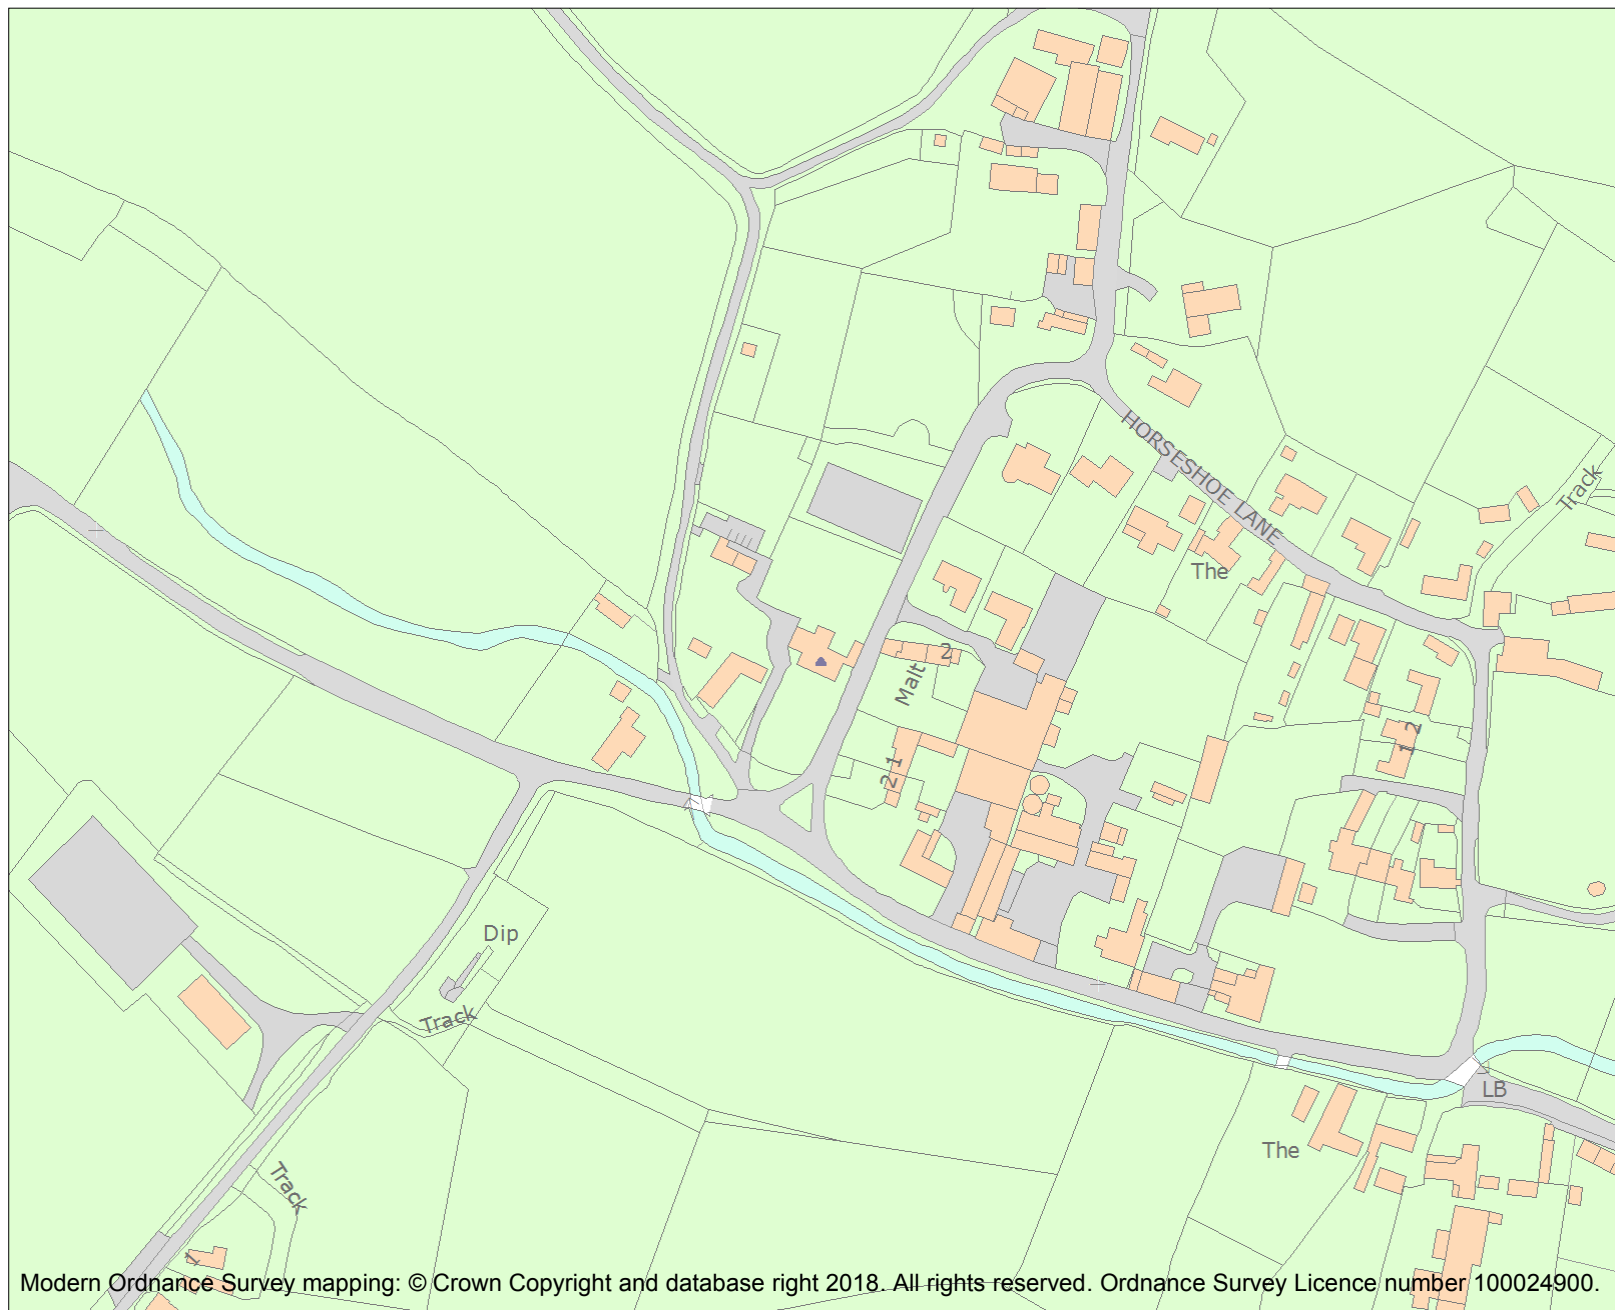 HORSESHOE LANE
Track
The
2
Malt
1 2
2 1
Dip
Track
LB
The
Track
1
Modern Ordnance Survey mapping: © Crown Copyright and database right 2018. All rights reserved. Ordnance Survey Licence number 100024900.